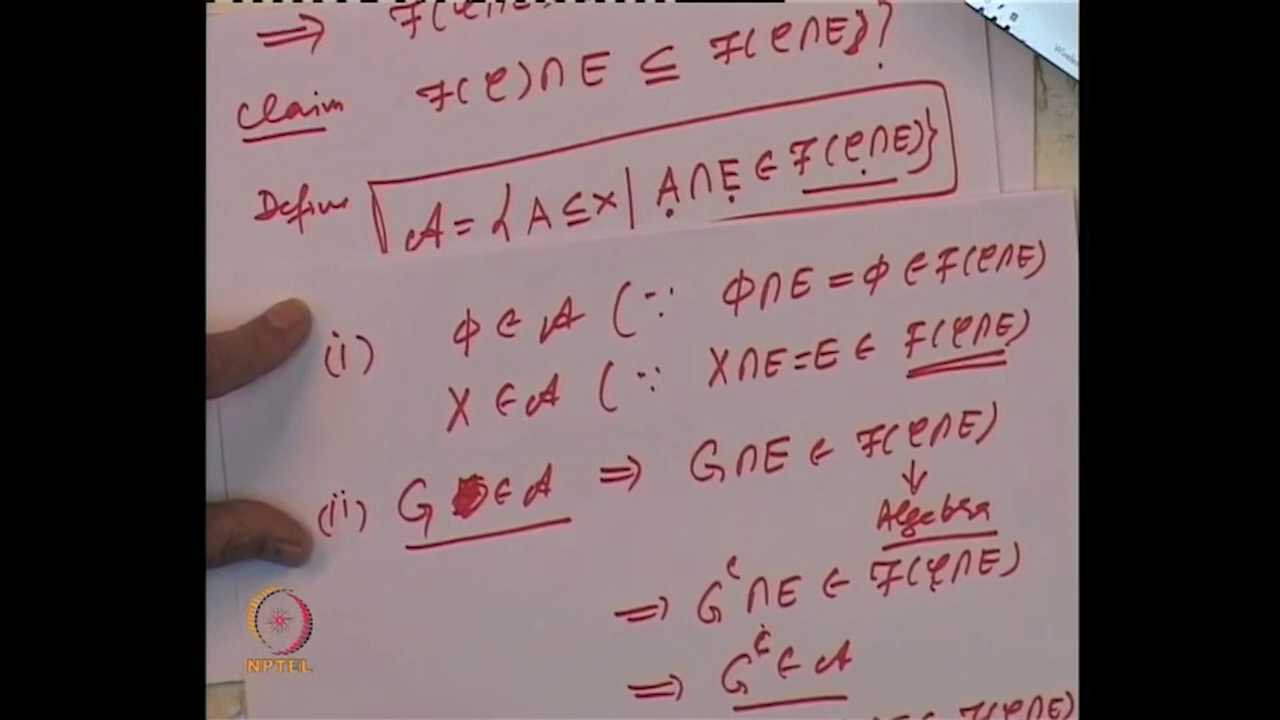 ⇒ F(C∩E
Claim F(C)∩E ⊆ F(C∩E)?
Define A = { A ⊆ X | A∩E ∈ F(C∩E)}
(i) φ ∈ A (∵ φ∩E = φ ∈ F(C∩E)
X ∈ A (∵ X∩E = E ∈ F(C∩E)
(ii) G ∈ A ⇒ G∩E ∈ F(C∩E)
↓
Algebra
⇒ G^c ∩E ∈ F(C∩E)
⇒ G^c ∈ A
∈ F(C∩E)
NPTEL